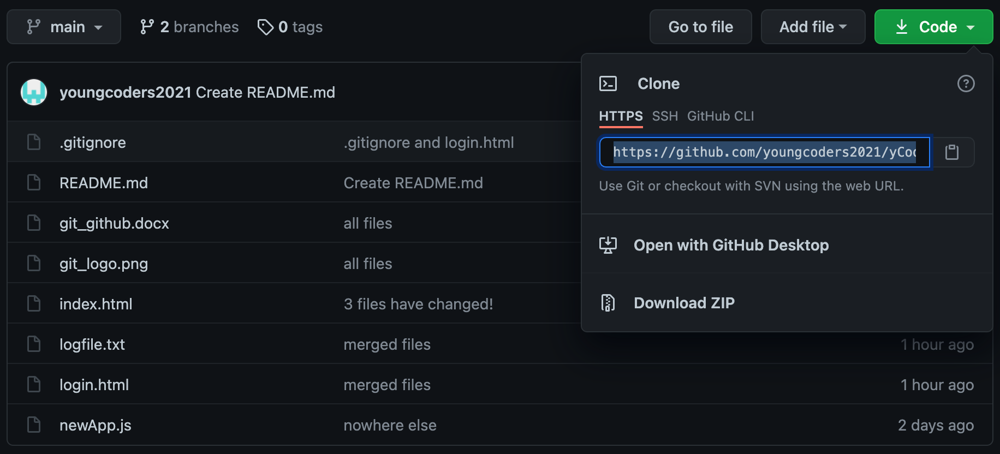 main 2 branches 0 tags Go to file Add file Code
youngcoders2021 Create README.md
Clone
HTTPS SSH GitHub CLI
https://github.com/youngcoders2021/yCo
Use Git or checkout with SVN using the web URL.
Open with GitHub Desktop
Download ZIP
.gitignore .gitignore and login.html
README.md Create README.md
git_github.docx all files
git_logo.png all files
index.html 3 files have changed!
logfile.txt merged files 1 hour ago
login.html merged files 1 hour ago
newApp.js nowhere else 2 days ago